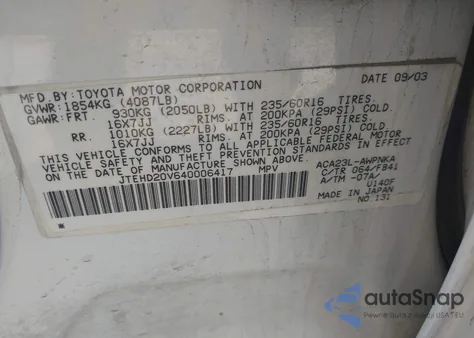 MFD.BY:TOYOTA MOTOR CORPORATION DATE 09/03
GVWR:1854KG (4087LB)
GAWR:FRT. 930KG (2050LB) WITH 235/60R16 TIRES.
16X7JJ RIMS. AT 200KPA (29PSI) COLD.
RR. 1010KG (2227LB) WITH 235/60R16 TIRES.
16X7JJ RIMS. AT 200KPA (29PSI) COLD.
THIS VEHICLE CONFORMS TO ALL APPLICABLE FEDERAL MOTOR
VEHICLE SAFETY AND BUMPER STANDARDS IN EFFECT ON THE
DATE OF MANUFACTURE SHOWN ABOVE.
JTEHD20V640006417 MPV
ACA23L-AWPNKA
C/TR 064/FB41
A/TM -07A/
U140F
MADE IN JAPAN
NO.131
autoSnap